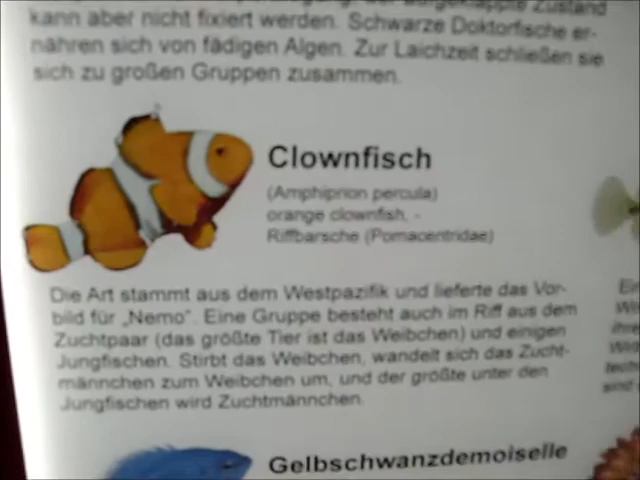 kann aber nicht fixiert werden. Schwarze Doktorfische er-
nähren sich von fädigen Algen. Zur Laichzeit schließen sie
sich zu großen Gruppen zusammen.
Clownfisch
(Amphiprion percula)
orange clownfish, -
Riffbarsche (Pomacentridae)
Die Art stammt aus dem Westpazifik und lieferte das Vor-
bild für „Nemo“. Eine Gruppe besteht auch im Riff aus dem
Zuchtpaar (das größte Tier ist das Weibchen) und einigen
Jungfischen. Stirbt das Weibchen, wandelt sich das Zucht-
männchen zum Weibchen um, und der größte unter den
Jungfischen wird Zuchtmännchen.
Gelbschwanzdemoiselle